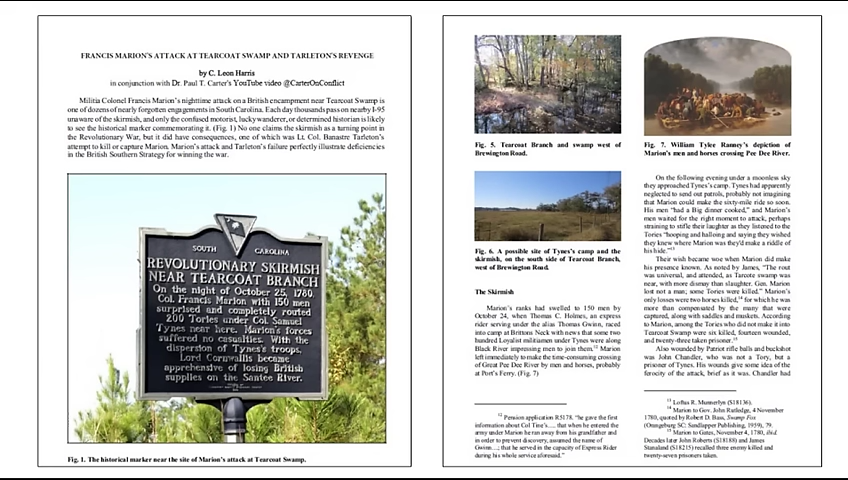 FRANCIS MARION'S ATTACK AT TEARCOAT SWAMP AND TARLETON'S REVENGE
by C. Leon Harris
in conjunction with Dr. Paul T. Carter's YouTube video @CarterOnConflict
Militia Colonel Francis Marion's nighttime attack on a British encampment near Tearcoat Swamp is
one of dozens of nearly forgotten engagements in South Carolina. Each day thousands pass on nearby I-95
unaware of the skirmish, and only the confused motorist, lucky wanderer, or determined historian is likely
to see the historical marker commemorating it. (Fig. 1) No one claims the skirmish as a turning point in
the Revolutionary War, but it did have consequences, one of which was Lt. Col. Banastre Tarleton's
attempt to kill or capture Marion. Marion's attack and Tarleton's failure perfectly illustrate deficiencies
in the British Southern Strategy for winning the war.
SOUTH CAROLINA
REVOLUTIONARY SKIRMISH
NEAR TEARCOAT BRANCH
On the night of October 25, 1780,
Col. Francis Marion with 150 men
surprised and completely routed
200 Tories under Col. Samuel
Tynes near here. Marion's forces
suffered no casualties. With the
dispersion of Tynes's troops,
Lord Cornwallis became
apprehensive of losing British
supplies on the Santee River.
Fig. 1. The historical marker near the site of Marion's attack at Tearcoat Swamp.
Fig. 5. Tearcoat Branch and swamp west of
Brewington Road.
Fig. 6. A possible site of Tynes's camp and the
skirmish, on the south side of Tearcoat Branch,
west of Brewington Road.
The Skirmish
Marion's ranks had swelled to 150 men by
October 24, when Thomas C. Holmes, an express
rider serving under the alias Thomas Gwinn, raced
into camp at Brittons Neck with news that some two
hundred Loyalist militiamen under Tynes were along
Black River impressing men to join them.12 Marion
left immediately to make the time-consuming crossing
of Great Pee Dee River by men and horses, probably
at Port's Ferry. (Fig. 7)
12 Pension application R5178. "he gave the first
information about Col Tine's..., that when he entered the
army under Marion he ran away from his grandfather and
in order to prevent discovery, assumed the name of
Gwinn...; that he served in the capacity of Express Rider
during his whole service aforesaid."
Fig. 7. William Tylee Ranney's depiction of
Marion's men and horses crossing Pee Dee River.
On the following evening under a moonless sky
they approached Tynes's camp. Tynes had apparently
neglected to send out patrols, probably not imagining
that Marion could make the sixty-mile ride so soon.
His men "had a Big dinner cooked," and Marion's
men waited for the right moment to attack, perhaps
straining to stifle their laughter as they listened to the
Tories "hooping and hallong and saying they wished
they knew where Marion was they'd make a riddle of
his hide."13
Their wish became woe when Marion did make
his presence known. As noted by James, "The rout
was universal, and attended, as Tarcote swamp was
near, with more dismay than slaughter. Gen. Marion
lost not a man; some Tories were killed." Marion's
only losses were two horses killed,14 for which he was
more than compensated by the many that were
captured, along with saddles and muskets. According
to Marion, among the Tories who did not make it into
Tearcoat Swamp were six killed, fourteen wounded,
and twenty-three taken prisoner.15
Also wounded by Patriot rifle balls and buckshot
was John Chandler, who was not a Tory, but a
prisoner of Tynes. His wounds give some idea of the
ferocity of the attack, brief as it was. Chandler had
13 Loftus R. Munnerlyn (S18136).
14 Marion to Gov. John Rutledge, 4 November
1780, quoted by Robert D. Bass, Swamp Fox
(Orangeburg SC: Sandlapper Publishing, 1959), 79.
15 Marion to Gates, November 4, 1780, ibid.
Decades later John Roberts (S18188) and James
Stanaland (S18215) recalled three enemy killed and
twenty-seven prisoners taken.